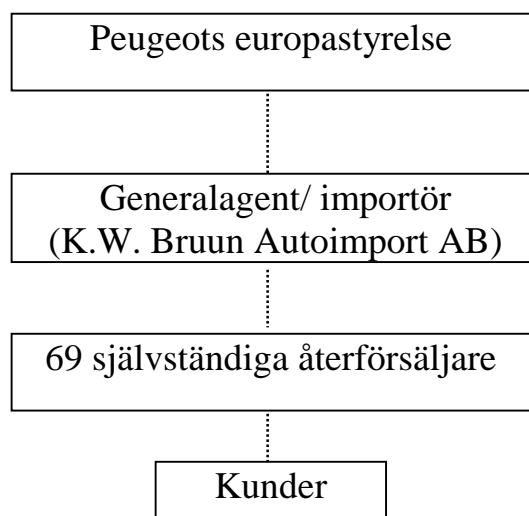 Peugeots europastyrelse
Generalagent/ importör
(K.W. Bruun Autoimport AB)
69 självständiga återförsäljare
Kunder